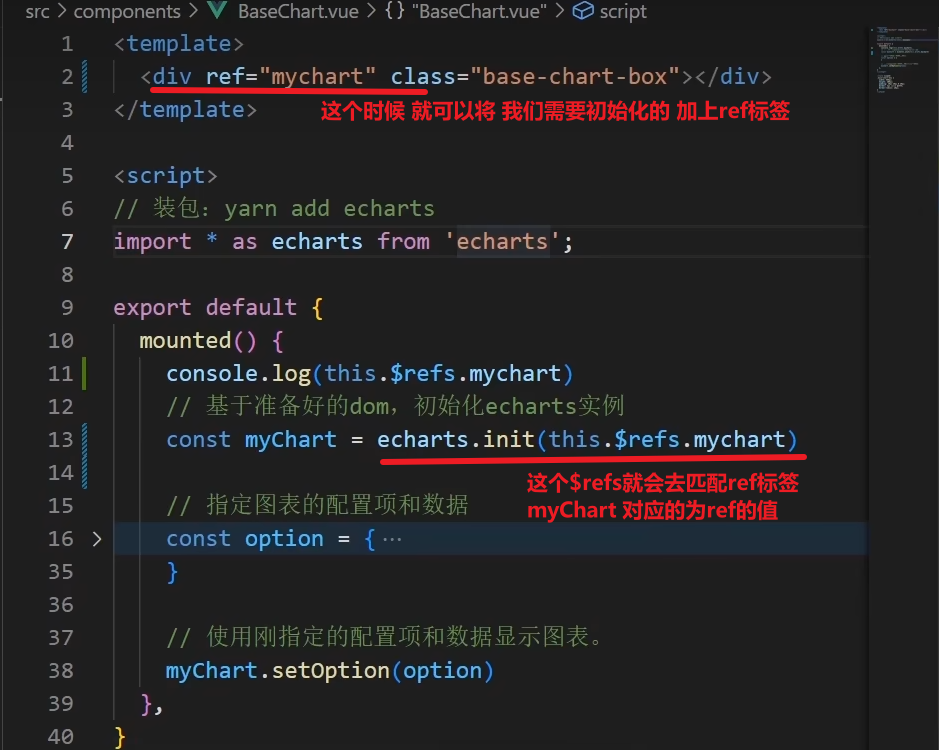 src > components > BaseChart.vue > {} "BaseChart.vue" > script
1 <template>
2 <div ref="mychart" class="base-chart-box"></div>
3 </template>
这个时候 就可以将 我们需要初始化的 加上ref标签
4
5 <script>
6 // 装包：yarn add echarts
7 import * as echarts from 'echarts';
8
9 export default {
10 mounted() {
11 console.log(this.$refs.mychart)
12 // 基于准备好的dom，初始化echarts实例
13 const myChart = echarts.init(this.$refs.mychart)
14
这个$refs就会去匹配ref标签
15 // 指定图表的配置项和数据
myChart 对应的为ref的值
16 > const option = { ···
35 }
36
37 // 使用刚指定的配置项和数据显示图表。
38 myChart.setOption(option)
39 },
40 }